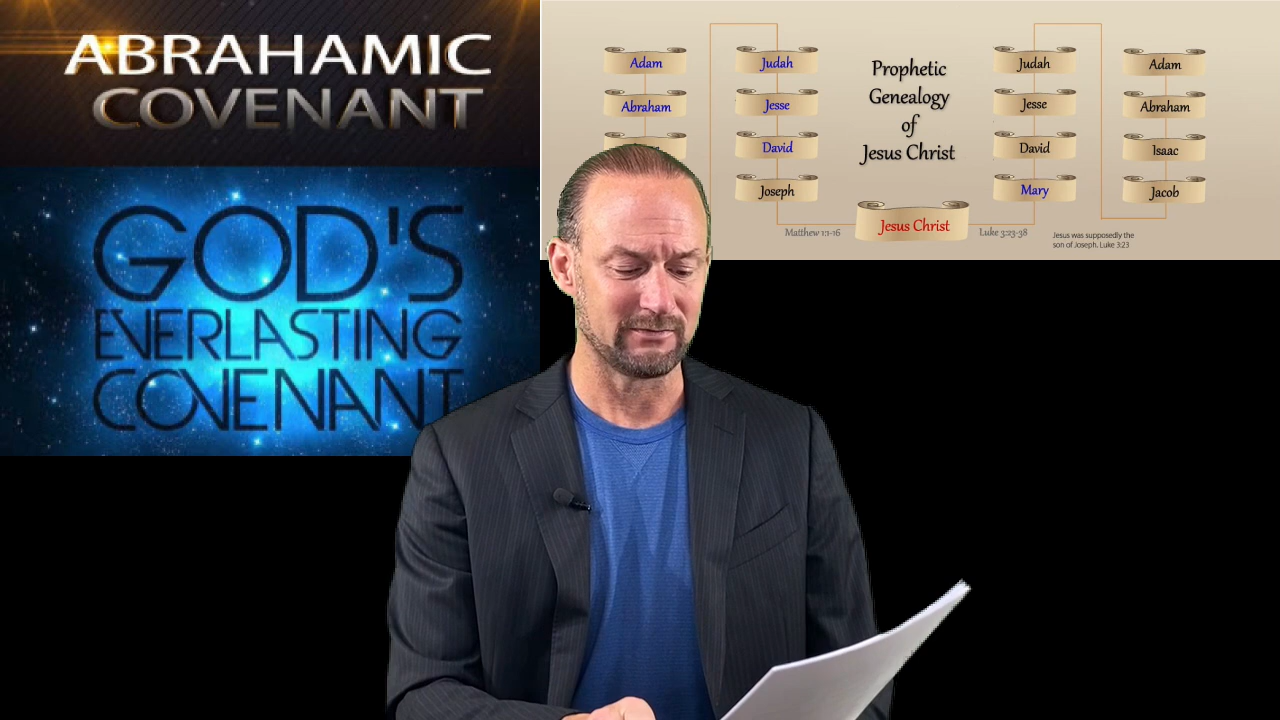 ABRAHAMIC
COVENANT
GOD'S
EVERLASTING
COVENANT
Adam
Abraham
Judah
Jesse
David
Joseph
Prophetic
Genealogy
of
Jesus Christ
Jesus Christ
Matthew 1:1-16
Luke 3:23-38
Judah
Jesse
David
Mary
Adam
Abraham
Isaac
Jacob
Jesus was supposedly the
son of Joseph. Luke 3:23